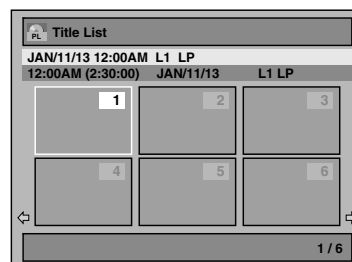 PL Title List
JAN/11/13 12:00AM L1 LP
12:00AM (2:30:00) JAN/11/13 L1 LP
1 2 3
4 5 6
1 / 6